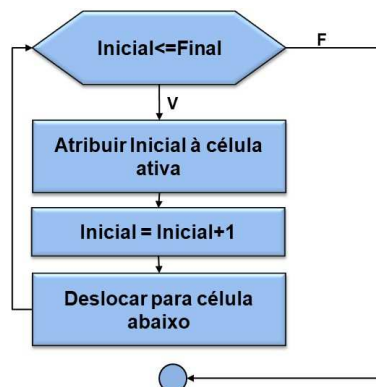 Inicial<=Final
F
V
Atribuir Inicial à célula
ativa
Inicial = Inicial+1
Deslocar para célula
abaixo